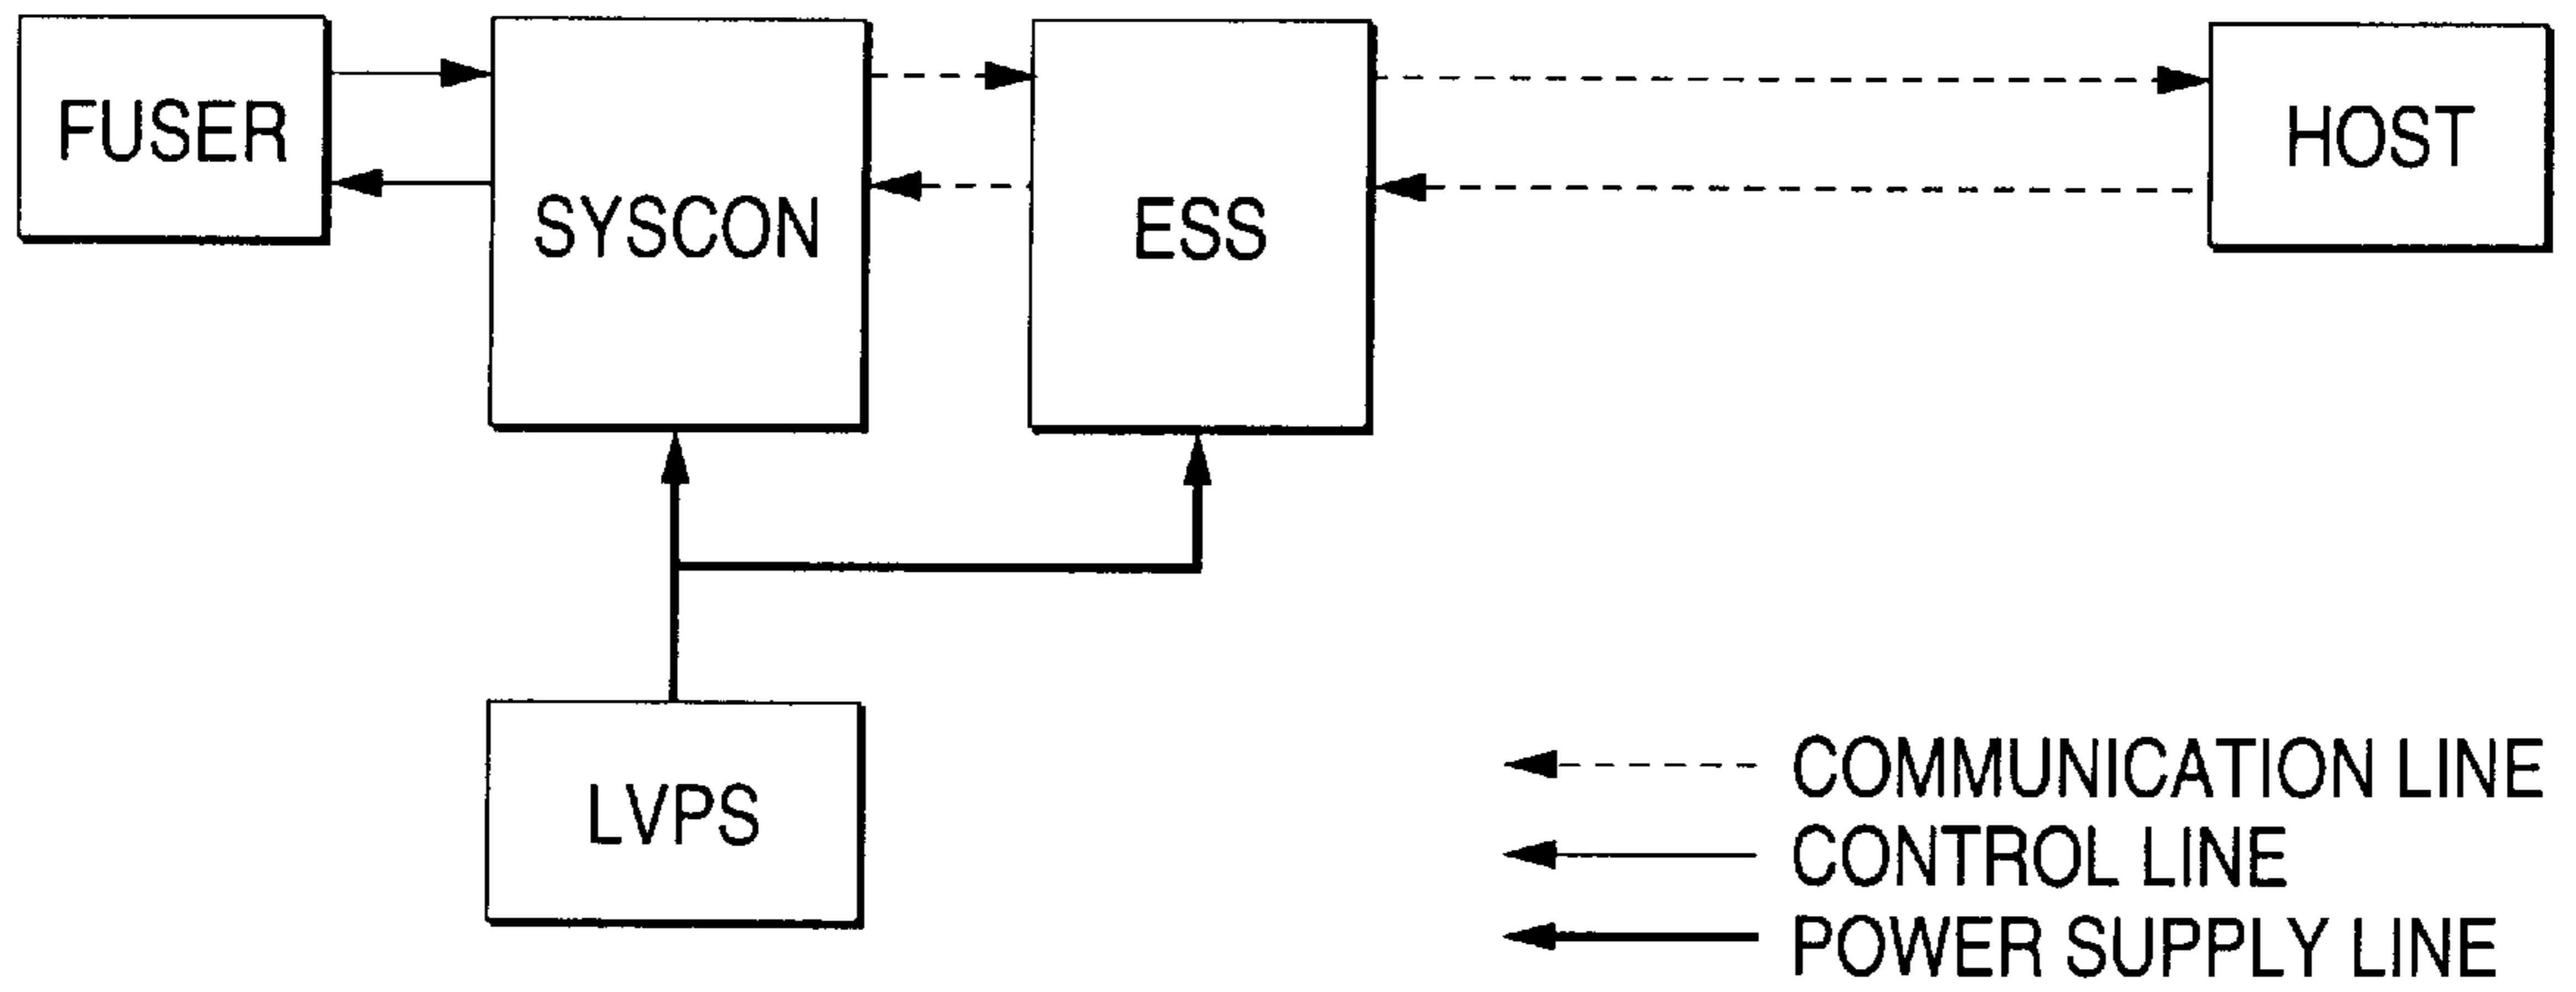 FUSER
SYSCON
ESS
HOST
LVPS
COMMUNICATION LINE
CONTROL LINE
POWER SUPPLY LINE